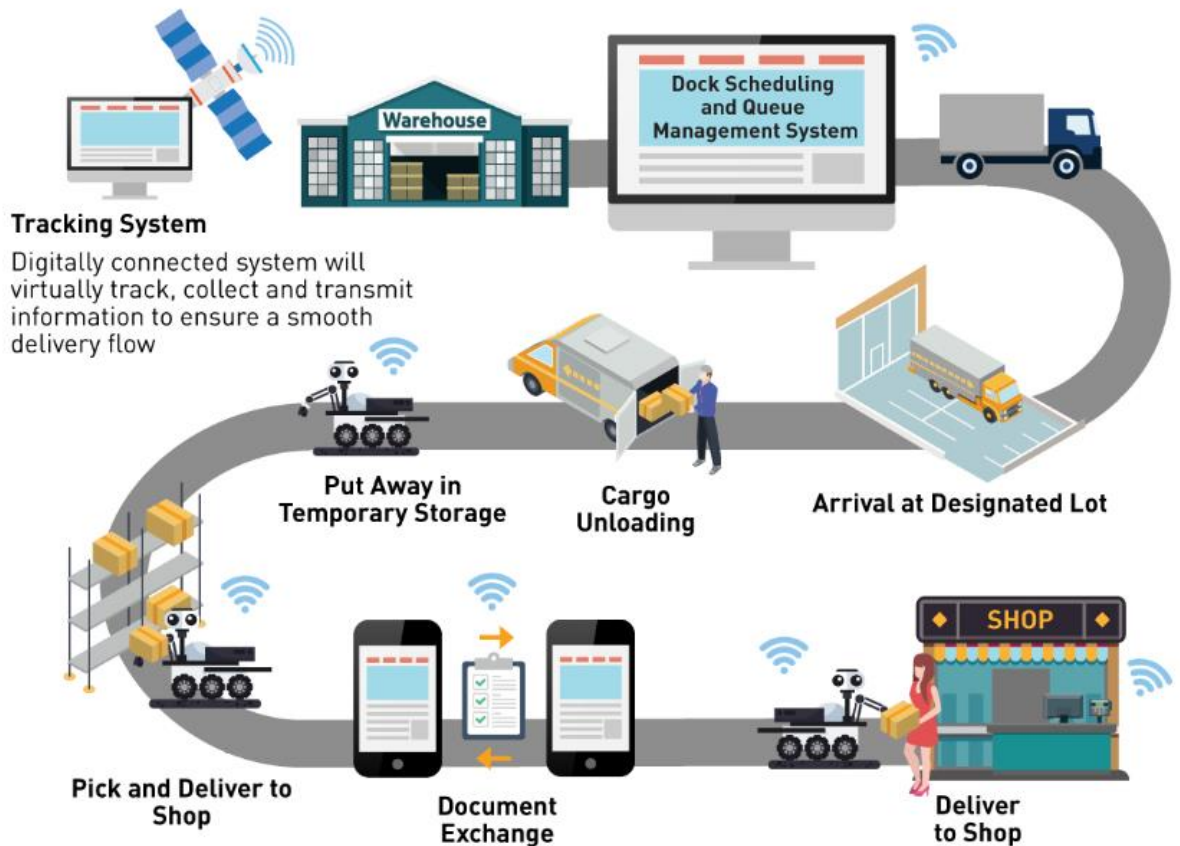 Dock Scheduling
and Queue
Management System
Warehouse
Tracking System
Digitally connected system will
virtually track, collect and transmit
information to ensure a smooth
delivery flow
Put Away in
Temporary Storage
Cargo
Unloading
Arrival at Designated Lot
SHOP
Pick and Deliver to
Shop
Document
Exchange
Deliver
to Shop